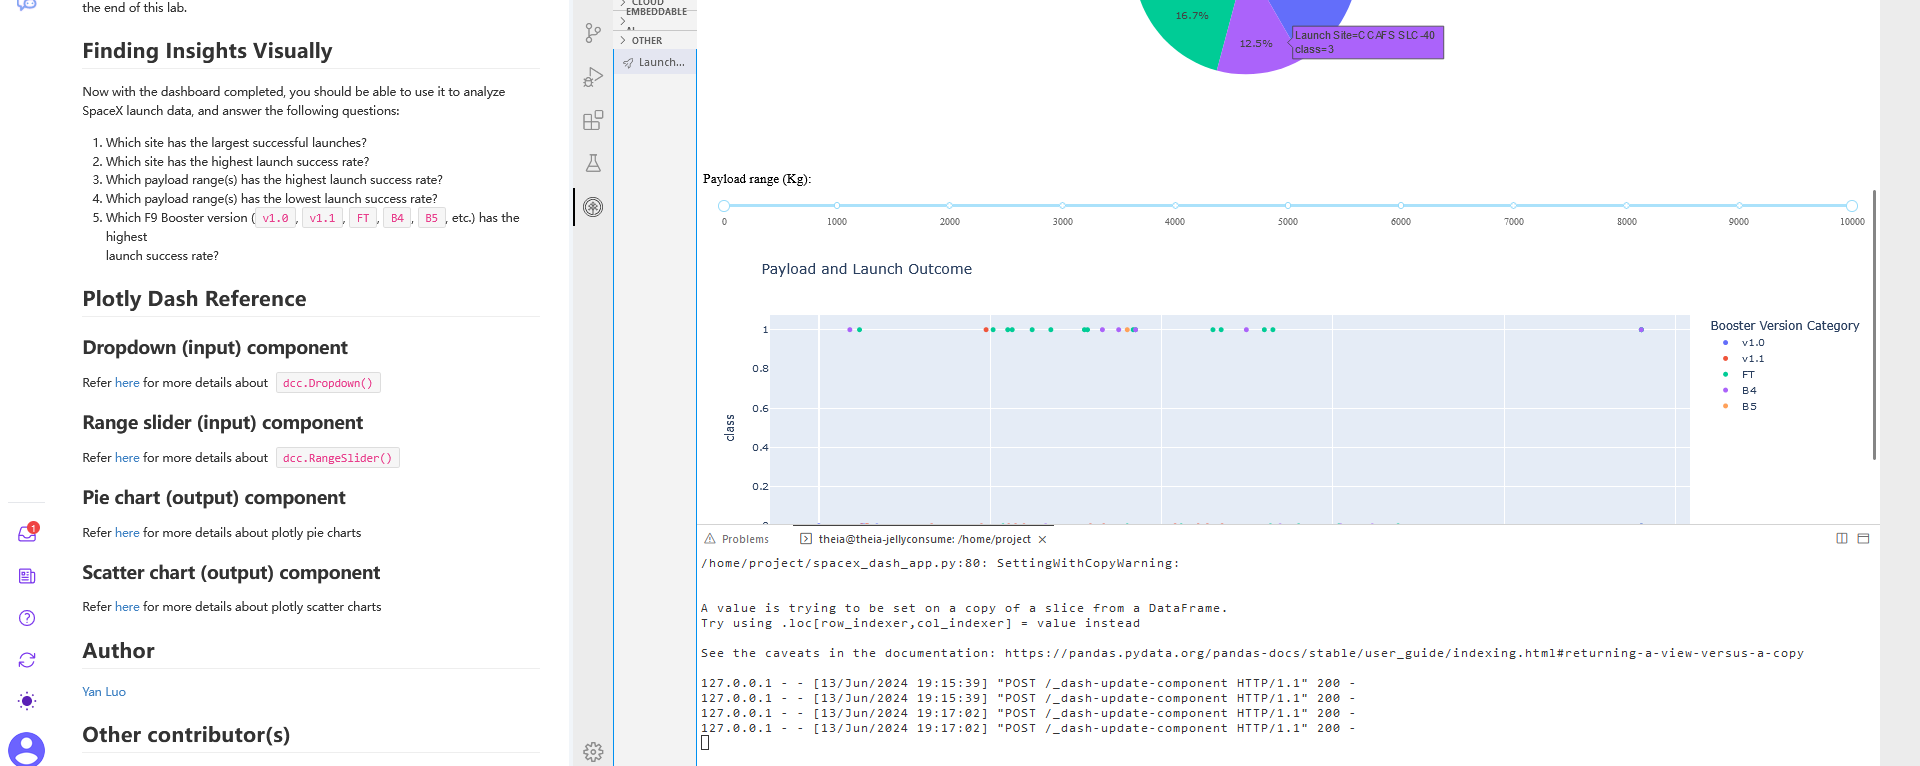 the end of this lab.
Finding Insights Visually
Now with the dashboard completed, you should be able to use it to analyze
SpaceX launch data, and answer the following questions:
1. Which site has the largest successful launches?
2. Which site has the highest launch success rate?
3. Which payload range(s) has the highest launch success rate?
4. Which payload range(s) has the lowest launch success rate?
5. Which F9 Booster version ( v1.0 , v1.1 , FT , B4 , B5 , etc.) has the
highest
launch success rate?
Plotly Dash Reference
Dropdown (input) component
Refer here for more details about dcc.Dropdown()
Range slider (input) component
Refer here for more details about dcc.RangeSlider()
Pie chart (output) component
Refer here for more details about plotly pie charts
Scatter chart (output) component
Refer here for more details about plotly scatter charts
Author
Yan Luo
Other contributor(s)
1
CLOUD
EMBEDDABLE
OTHER
Launch...
16.7%
12.5%
Launch Site=CCAFS SLC-40
class=3
Payload range (Kg):
0 1000 2000 3000 4000 5000 6000 7000 8000 9000 10000
Payload and Launch Outcome
1
0.8
0.6
0.4
0.2
class
Booster Version Category
v1.0
v1.1
FT
B4
B5
Problems
theia@theia-jellyconsume: /home/project
/home/project/spacex_dash_app.py:80: SettingWithCopyWarning:
A value is trying to be set on a copy of a slice from a DataFrame.
Try using .loc[row_indexer,col_indexer] = value instead
See the caveats in the documentation: https://pandas.pydata.org/pandas-docs/stable/user_guide/indexing.html#returning-a-view-versus-a-copy
127.0.0.1 - - [13/Jun/2024 19:15:39] "POST /_dash-update-component HTTP/1.1" 200 -
127.0.0.1 - - [13/Jun/2024 19:15:39] "POST /_dash-update-component HTTP/1.1" 200 -
127.0.0.1 - - [13/Jun/2024 19:17:02] "POST /_dash-update-component HTTP/1.1" 200 -
127.0.0.1 - - [13/Jun/2024 19:17:02] "POST /_dash-update-component HTTP/1.1" 200 -